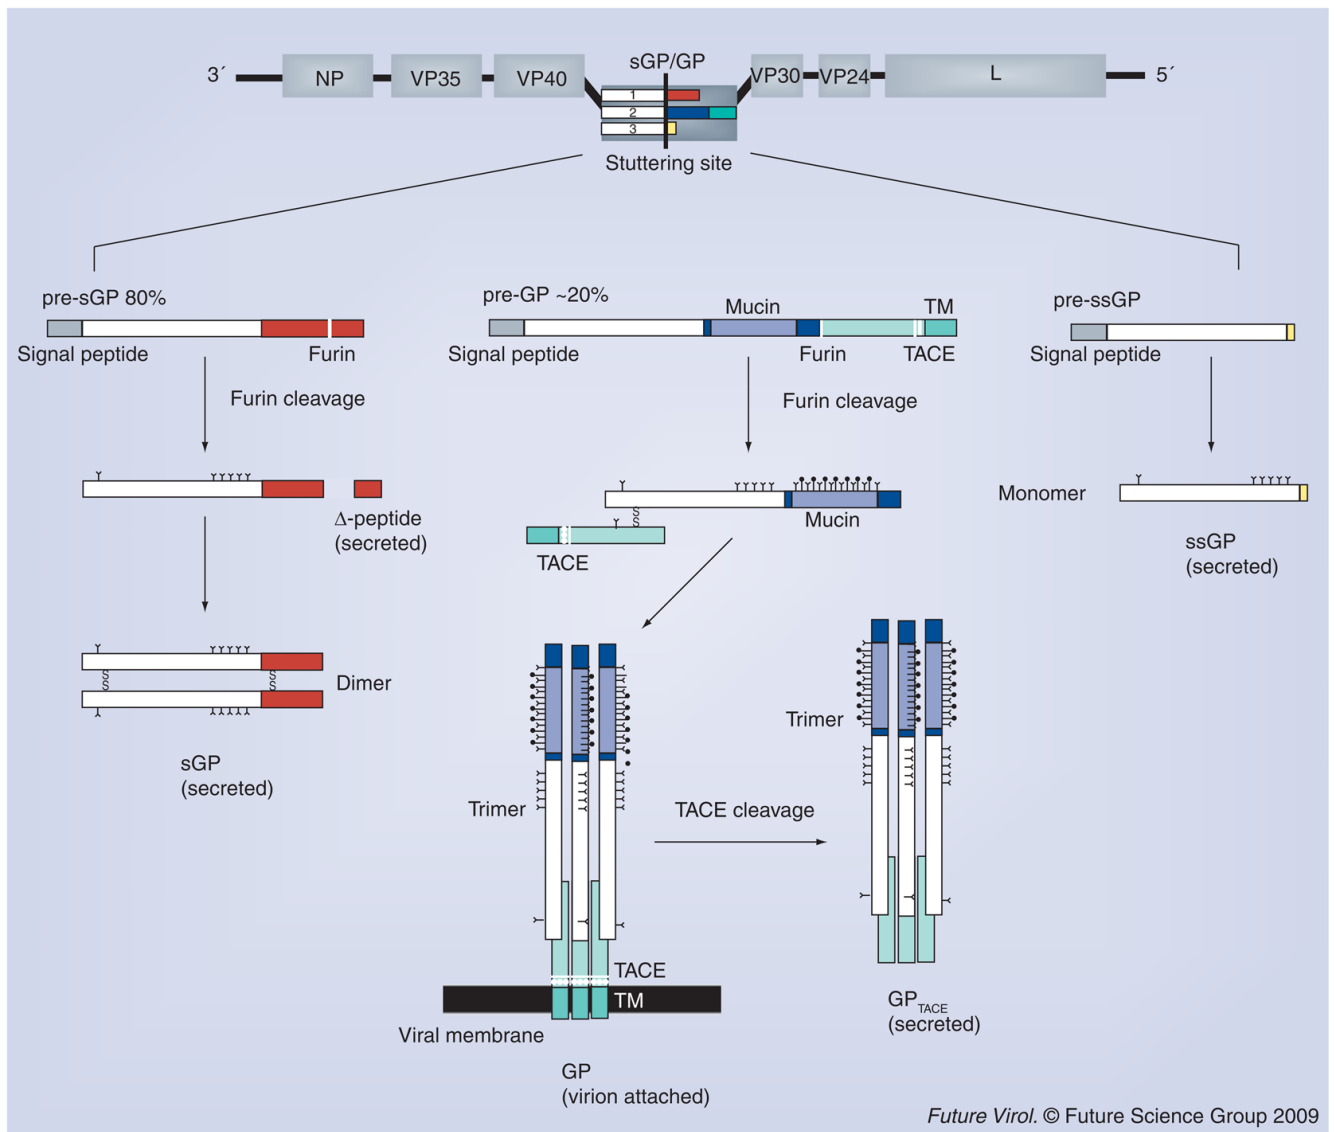 sGP/GP
3´
NP
VP35
VP40
VP30
VP24
L
5´
1
2
3
Stuttering site
pre-sGP 80%
Signal peptide
Furin
pre-GP ~20%
Mucin
TM
Signal peptide
Furin
TACE
pre-ssGP
Signal peptide
Furin cleavage
Furin cleavage
Δ-peptide
(secreted)
S
S
Mucin
TACE
Monomer
ssGP
(secreted)
S
S
S
S
Dimer
sGP
(secreted)
Trimer
TACE cleavage
Trimer
TACE
TM
Viral membrane
GP
(virion attached)
GPTACE
(secreted)
Future Virol. © Future Science Group 2009